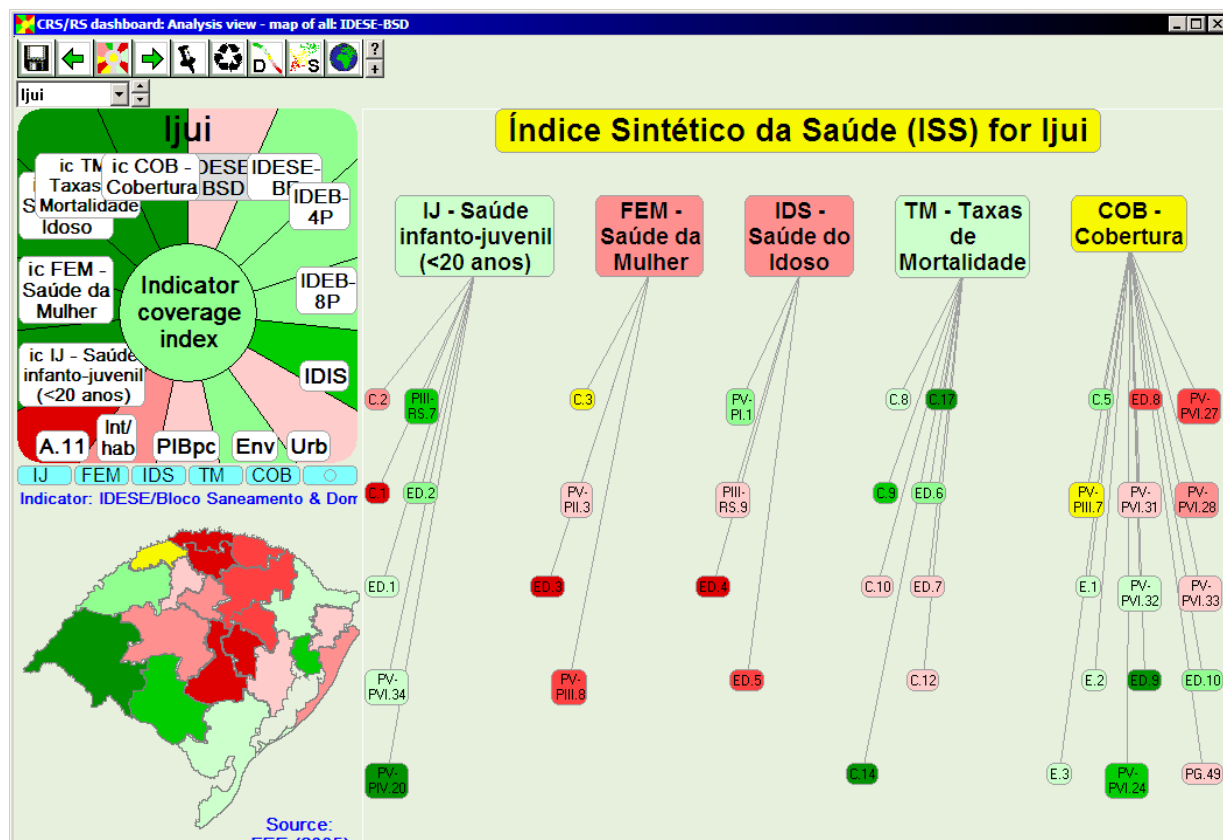 CRS/RS dashboard: Analysis view - map of all: IDESE-BSD
D
S
?
+
Ijui
Ijui
ic TM
Taxas
Mortalidade
ic COB -
Cobertura
IDESE-
BSD
Idoso
IDEB-
4P
ic FEM -
Saúde da
Mulher
Indicator
coverage
index
IDEB-
8P
ic IJ - Saúde
infanto-juvenil
(<20 anos)
IDIS
A.11
Int/
hab
PIBpc
Env
Urb
IJ FEM IDS TM COB
Indicator: IDESE/Bloco Saneamento & Dom
Source:
Índice Sintético da Saúde (ISS) for Ijui
IJ - Saúde
infanto-juvenil
(<20 anos)
FEM -
Saúde da
Mulher
IDS -
Saúde do
Idoso
TM - Taxas
de
Mortalidade
COB -
Cobertura
C.2
PIII-
RS.7
C.3
PV-
PI.1
C.8
C.17
C.5
ED.8
PV-
PVI.27
C.1
ED.2
PV-
PII.3
PIII-
RS.9
C.9
ED.6
PV-
PIII.7
PV-
PVI.31
PV-
PVI.28
ED.1
ED.3
ED.4
C.10
ED.7
E.1
PV-
PVI.32
PV-
PVI.33
PV-
PVI.34
PV-
PIII.8
ED.5
C.12
E.2
ED.9
ED.10
PV-
PIV.20
C.14
E.3
PV-
PVI.24
PG.49